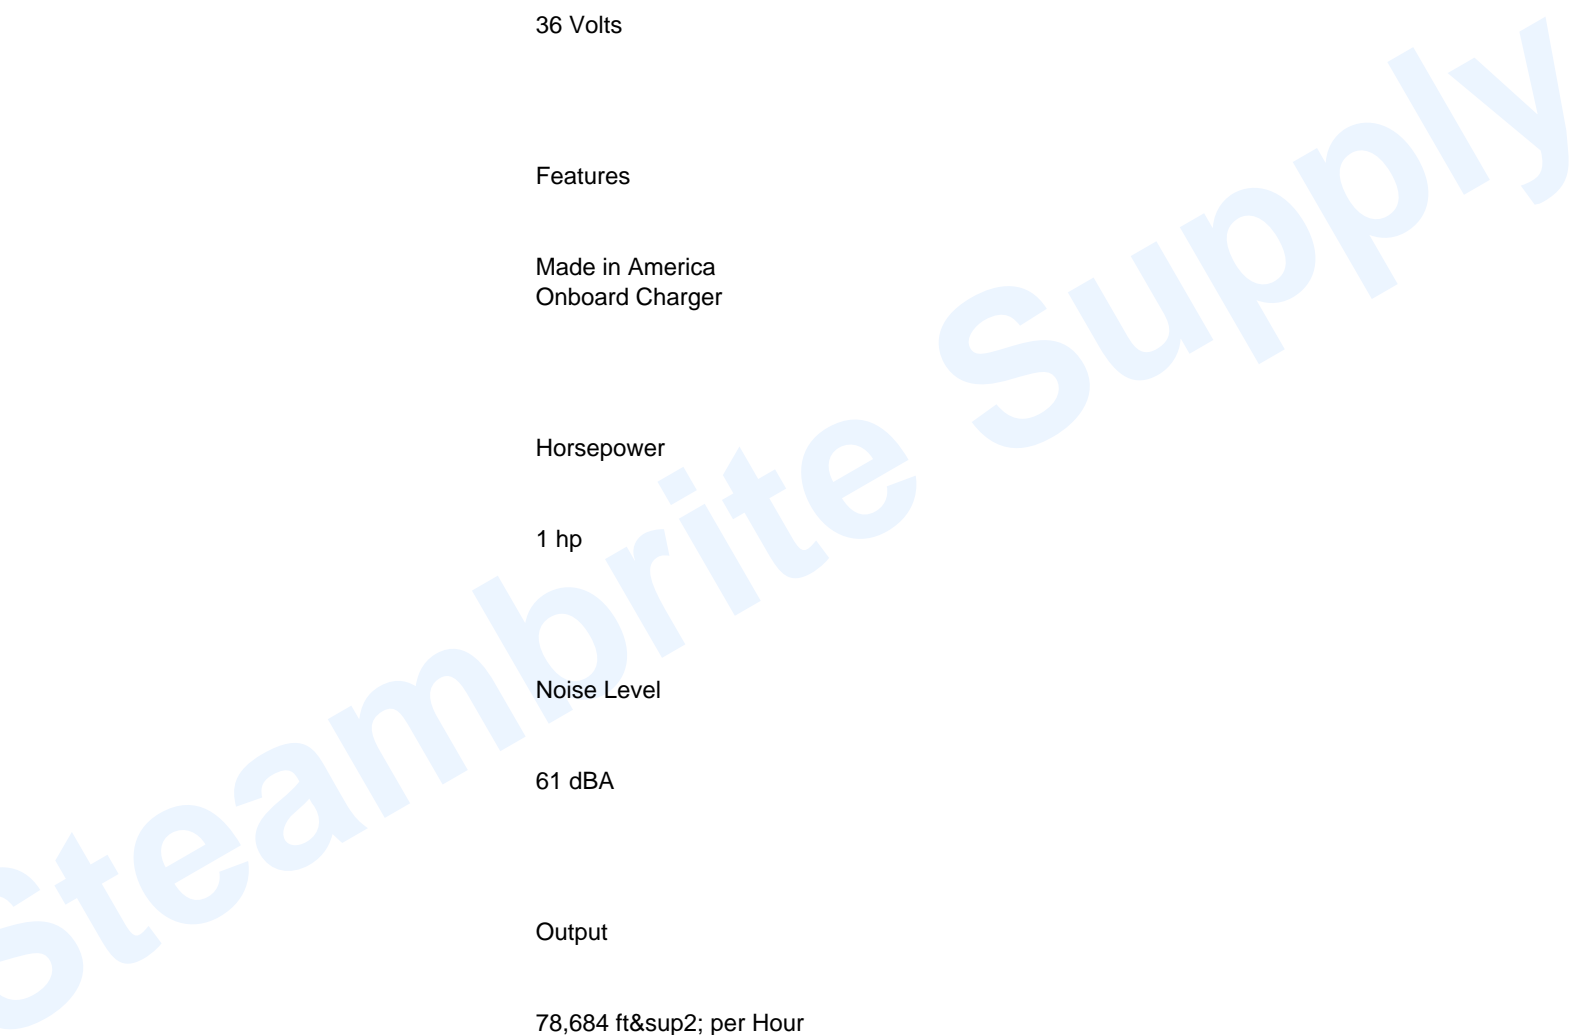 36 Volts
Features
Made in America
Onboard Charger
Horsepower
1 hp
Noise Level
61 dBA
Output
78,684 ft&sup2; per Hour
Steambrite Supply